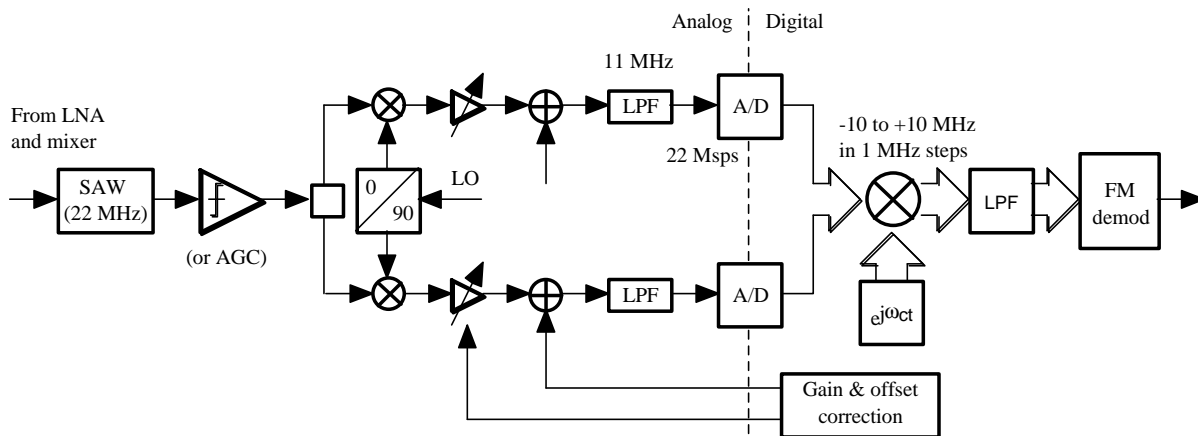 Analog
Digital
11 MHz
From LNA
and mixer
LPF
A/D
-10 to +10 MHz
in 1 MHz steps
22 Msps
SAW
(22 MHz)
0
90
LO
LPF
FM
demod
(or AGC)
LPF
A/D
ejωct
Gain & offset
correction